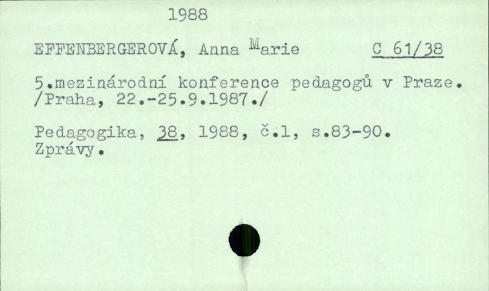 1988
EFFENBERGEROVÁ, Anna Marie C 61/38
5.mezinárodní konference pedagogů v Praze.
/Praha, 22.-25.9.1987./
Pedagogika, 38, 1988, č.1, s.83-90.
Zprávy.